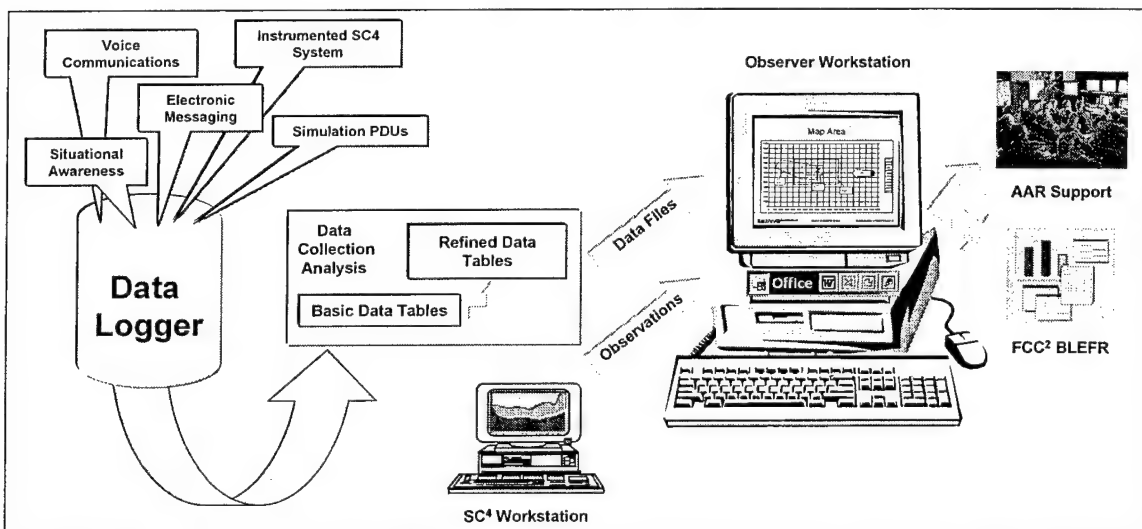 Voice
Communications
Instrumented SC4
System
Electronic
Messaging
Simulation PDUs
Situational
Awareness
Data
Logger
Data
Collection
Analysis
Refined Data
Tables
Basic Data Tables
Data Files
Observations
SC⁴ Workstation
Observer Workstation
Map Area
Office
AAR Support
FCC² BLEFR